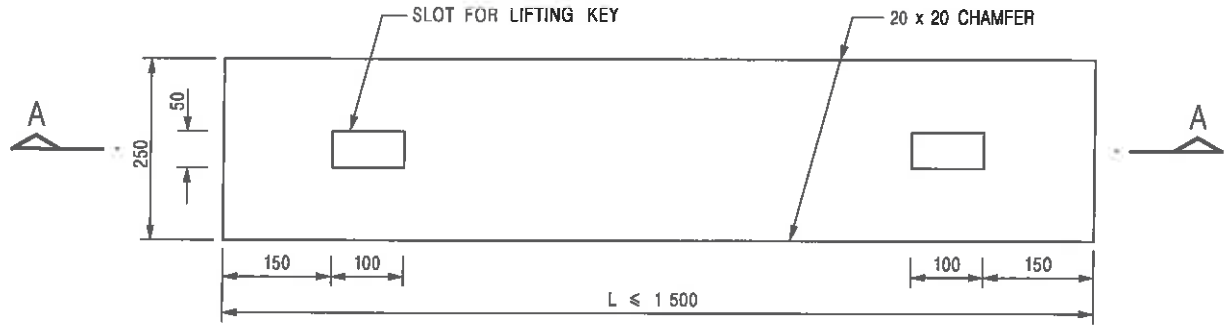 SLOT FOR LIFTING KEY
20 x 20 CHAMFER
A
50
250
A
150
100
100
150
L ≤ 1 500